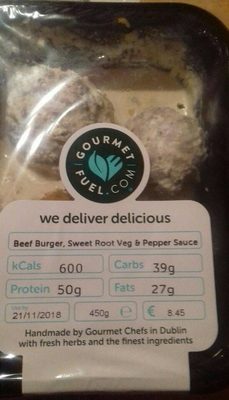 GOURMET
FUEL.COM
we deliver delicious
Beef Burger, Sweet Root Veg & Pepper Sauce
kCals 600 Carbs 39g
Protein 50g Fats 27g
Use by
21/11/2018 450g e € 8.45
Handmade by Gourmet Chefs in Dublin
with fresh herbs and the finest ingredients